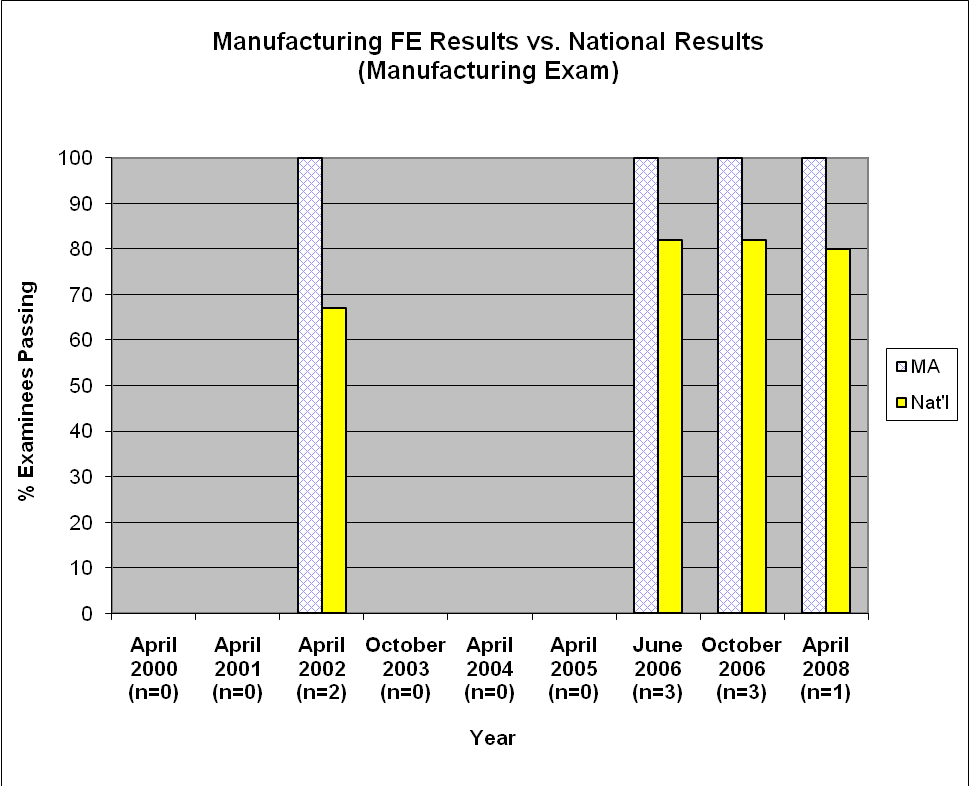 Manufacturing FE Results vs. National Results
(Manufacturing Exam)
100
90
80
70
60
50
40
30
20
10
0
% Examinees Passing
April
2000
(n=0)
April
2001
(n=0)
April
2002
(n=2)
October
2003
(n=0)
April
2004
(n=0)
April
2005
(n=0)
June
2006
(n=3)
October
2006
(n=3)
April
2008
(n=1)
Year
MA
Nat'l